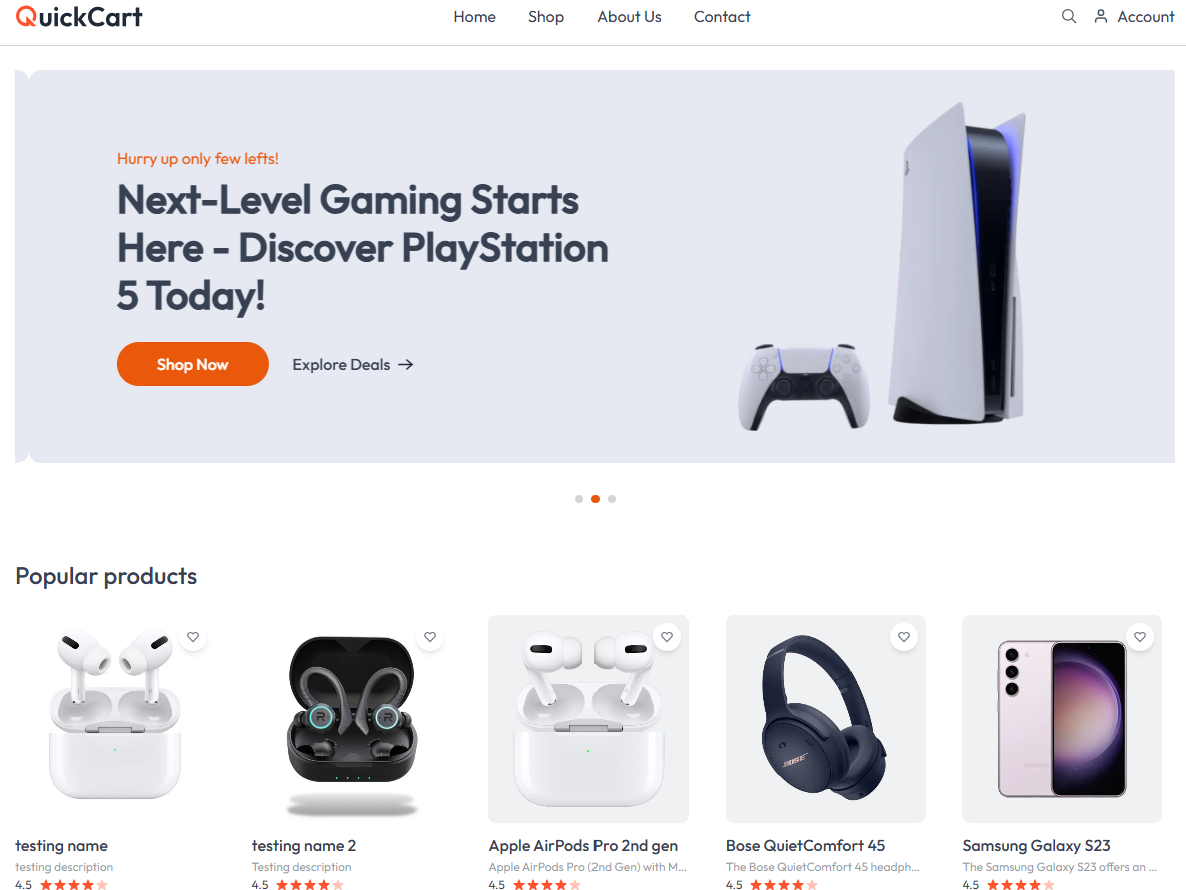 QuickCart
Home Shop About Us Contact
Account
Hurry up only few lefts!
Next-Level Gaming Starts
Here - Discover PlayStation
5 Today!
Shop Now
Explore Deals →
Popular products
R R
BOSE
SAMSUNG
testing name
testing description
4.5
testing name 2
Testing description
4.5
Apple AirPods Pro 2nd gen
Apple AirPods Pro (2nd Gen) with M...
4.5
Bose QuietComfort 45
The Bose QuietComfort 45 headph...
4.5
Samsung Galaxy S23
The Samsung Galaxy S23 offers an ...
4.5